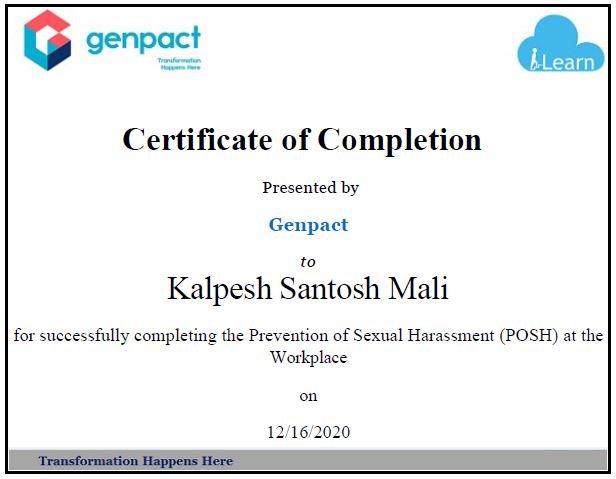 genpact
Transformation
Happens Here
i-Learn
Certificate of Completion
Presented by
Genpact
to
Kalpesh Santosh Mali
for successfully completing the Prevention of Sexual Harassment (POSH) at the
Workplace
on
12/16/2020
Transformation Happens Here